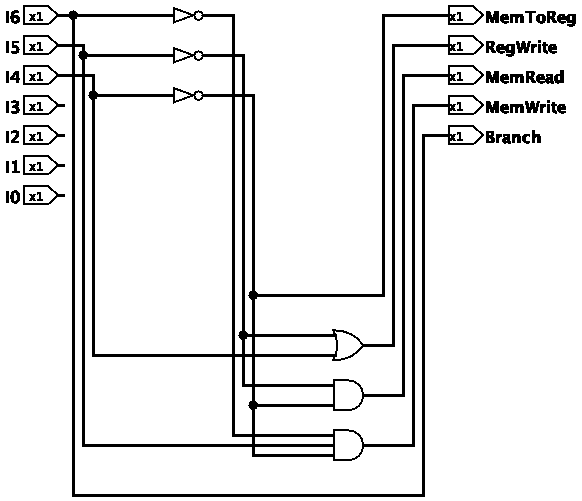 I6 x1 x1 MemToReg
I5 x1 x1 RegWrite
I4 x1 x1 MemRead
I3 x1 x1 MemWrite
I2 x1 x1 Branch
I1 x1
I0 x1